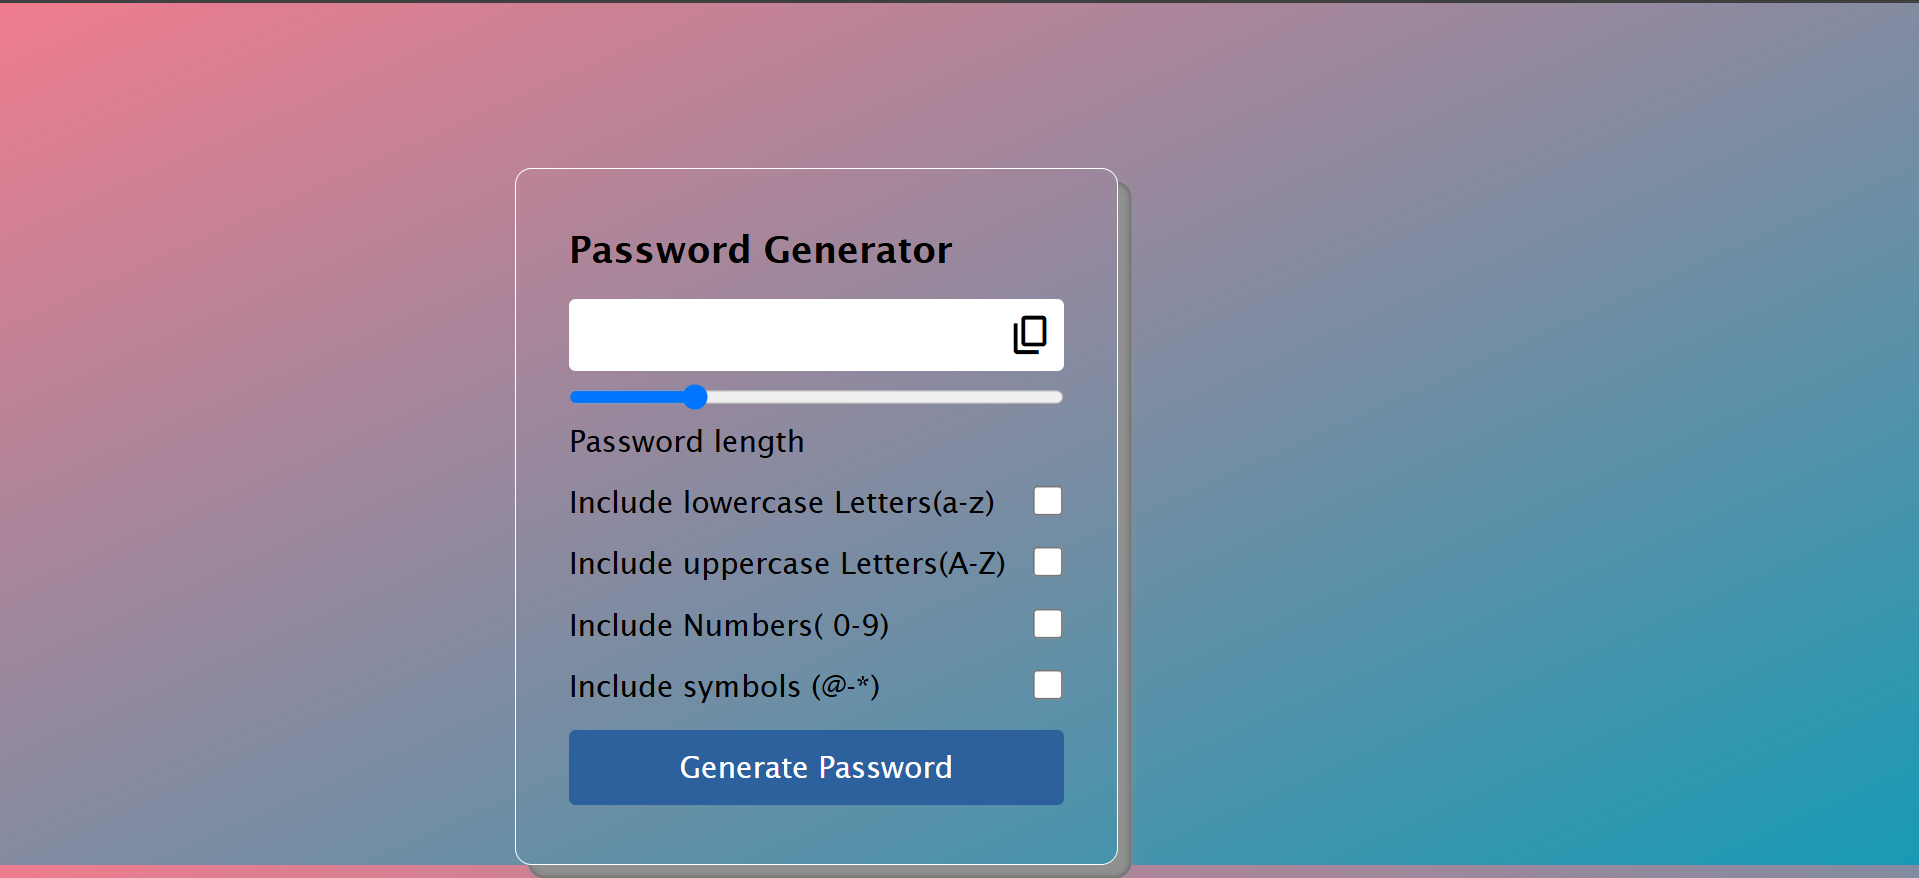 Password Generator
Password length
Include lowercase Letters(a-z)
Include uppercase Letters(A-Z)
Include Numbers( 0-9)
Include symbols (@-*)
Generate Password